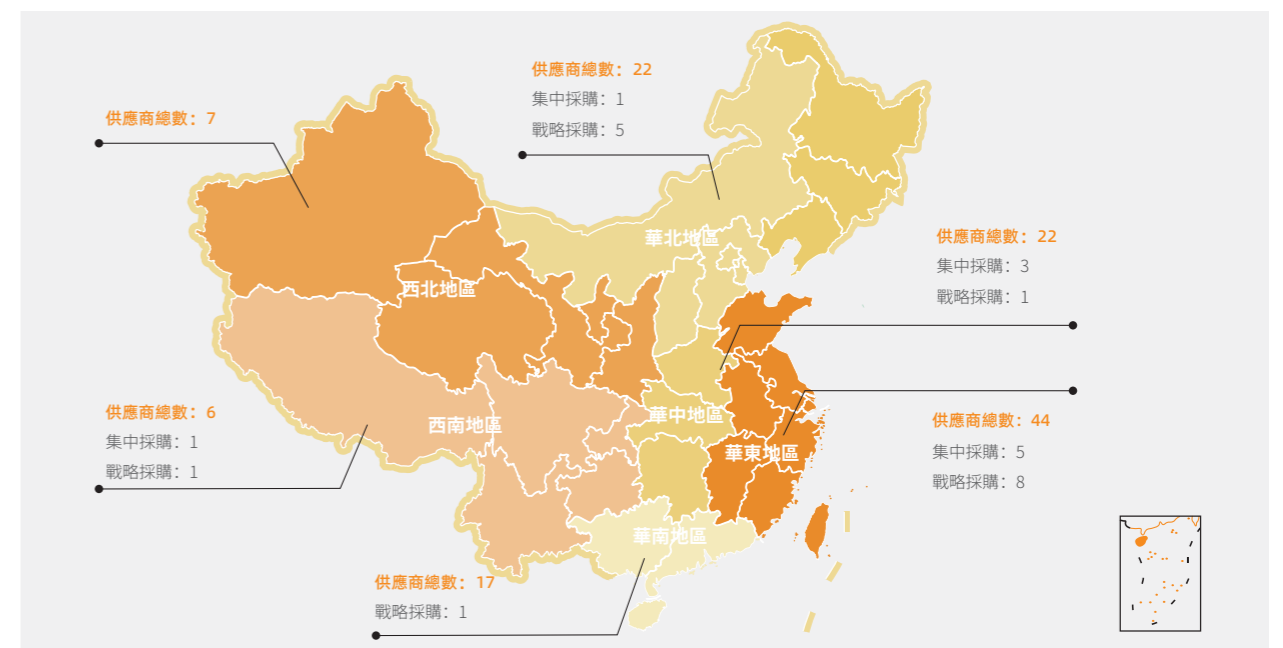 供應商總數：22
集中採購：1
戰略採購：5
供應商總數：7
華北地區
供應商總數：22
集中採購：3
戰略採購：1
西北地區
供應商總數：6
集中採購：1
戰略採購：1
西南地區
華中地區
華東地區
供應商總數：44
集中採購：5
戰略採購：8
華南地區
供應商總數：17
戰略採購：1